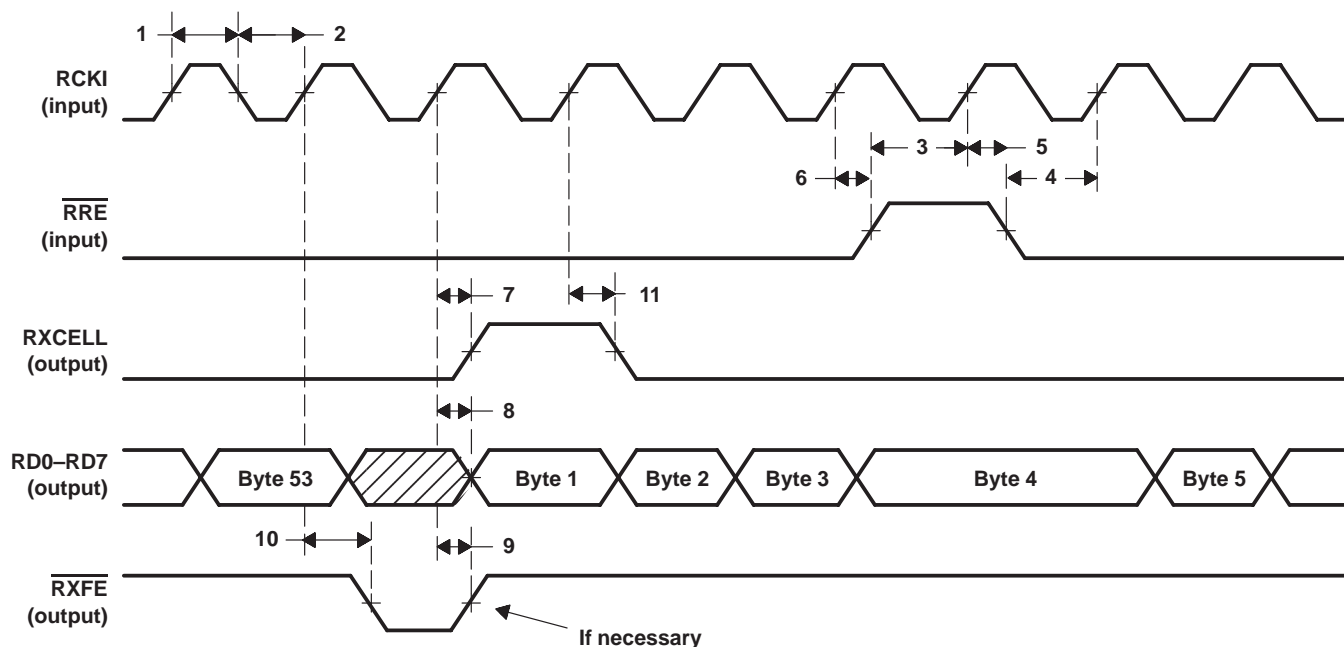 1
2
RCKI
(input)
3
5
6
4
RRE
(input)
7
11
RXCELL
(output)
8
RD0–RD7
(output)
Byte 53
Byte 1
Byte 2
Byte 3
Byte 4
Byte 5
10
9
RXFE
(output)
If necessary